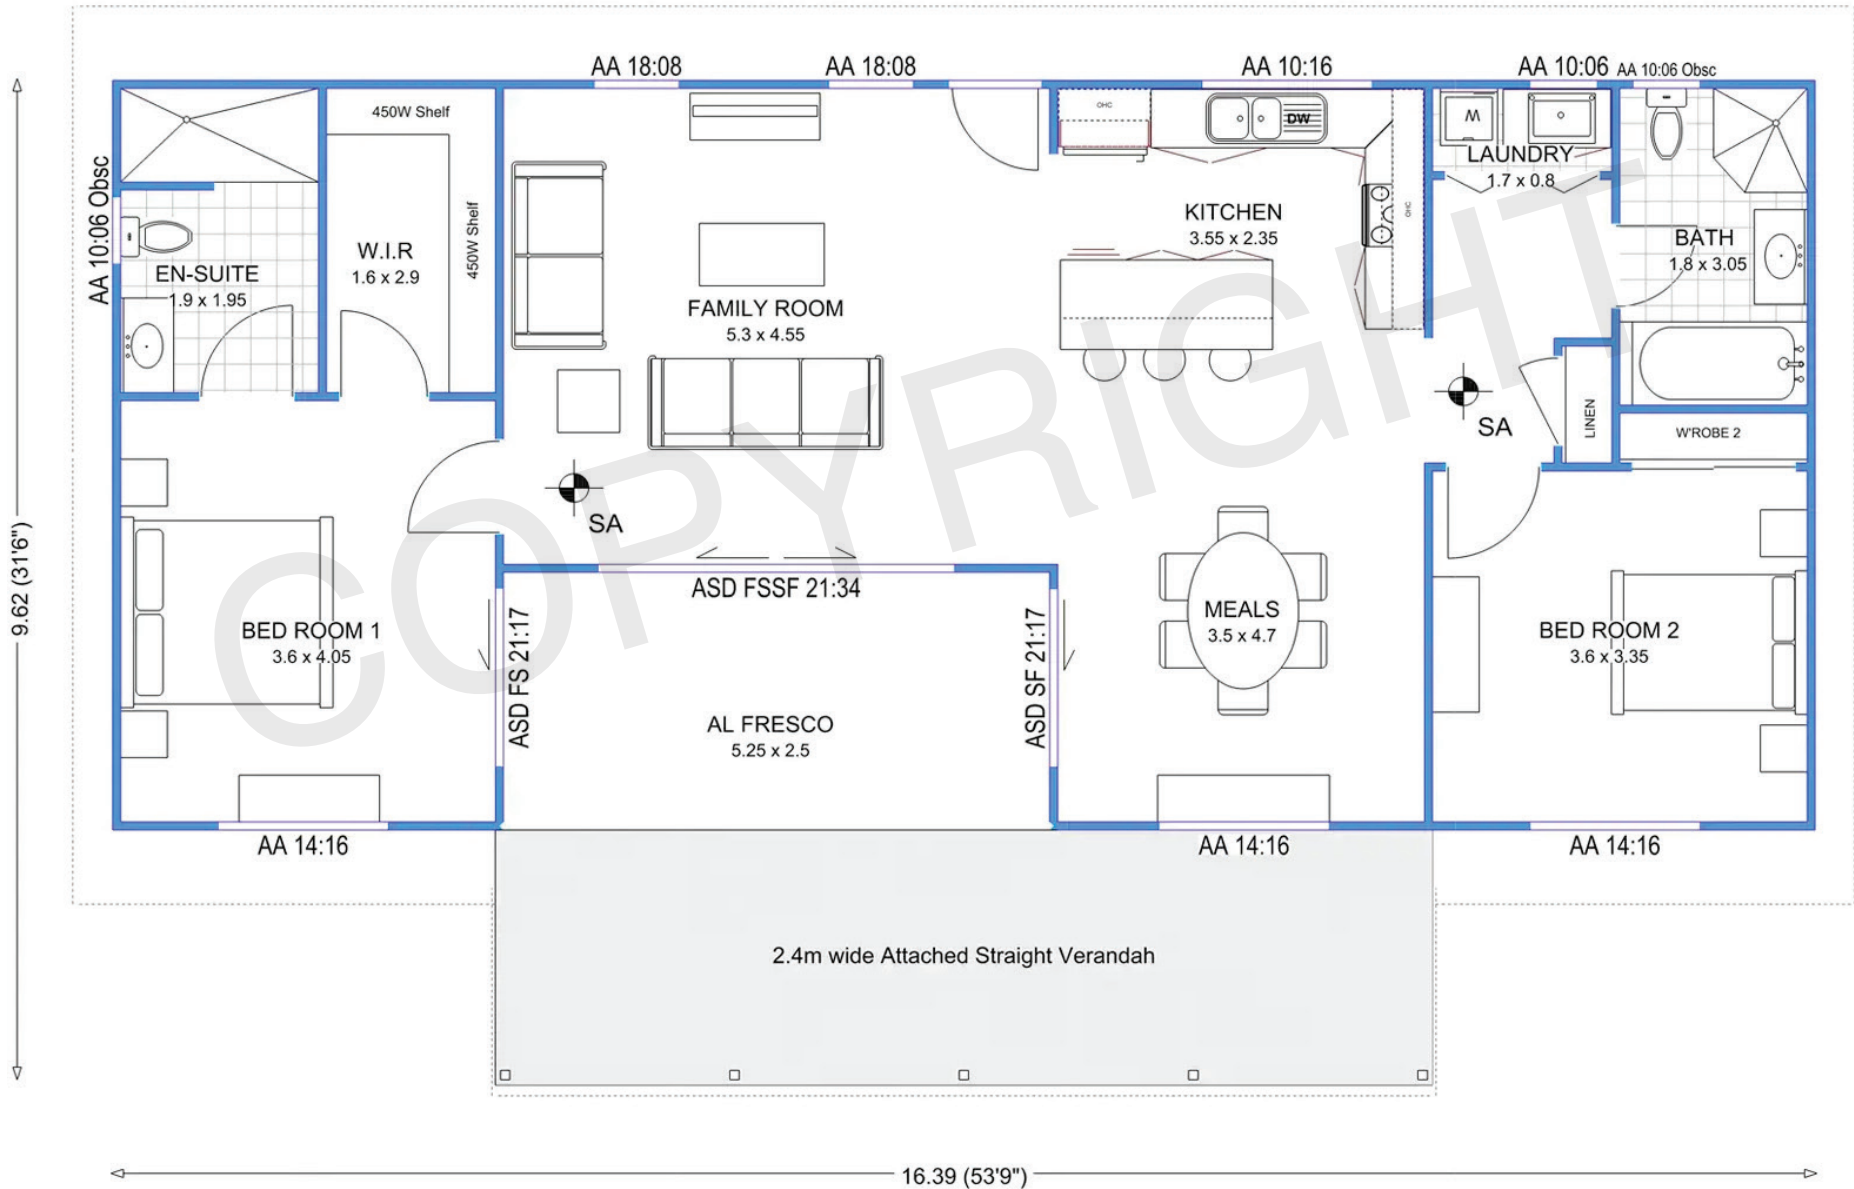 AA 18:08
AA 18:08
AA 10:16
AA 10:06
AA 10:06 Obsc
450W Shelf
450W Shelf
OHC
DW
W
LAUNDRY
1.7 x 0.8
AA 10:06 Obsc
EN-SUITE
1.9 x 1.95
W.I.R
1.6 x 2.9
FAMILY ROOM
5.3 x 4.55
KITCHEN
3.55 x 2.35
OHC
BATH
1.8 x 3.05
LINEN
W'ROBE 2
SA
SA
COPYRIGHT
9.62 (31'6")
BED ROOM 1
3.6 x 4.05
ASD FS 21:17
ASD FSSF 21:34
ASD SF 21:17
AL FRESCO
5.25 x 2.5
MEALS
3.5 x 4.7
BED ROOM 2
3.6 x 3.35
AA 14:16
AA 14:16
AA 14:16
2.4m wide Attached Straight Verandah
16.39 (53'9")